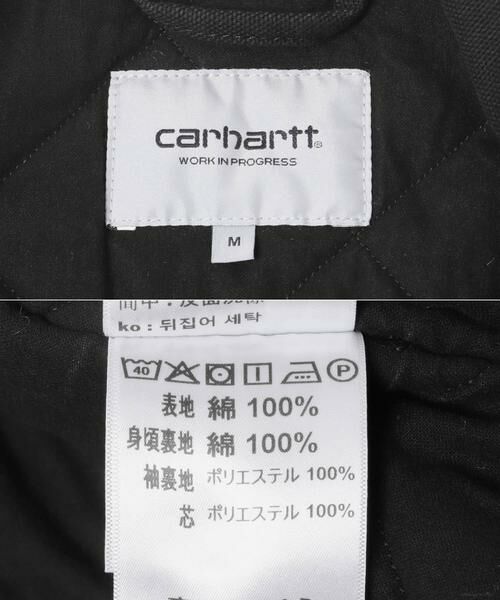 carhartt®
WORK IN PROGRESS
M
ko : 뒤집어 세탁
40 P
表地 綿 100%
身頃裏地 綿 100%
袖裏地 ポリエステル 100%
芯 ポリエステル 100%